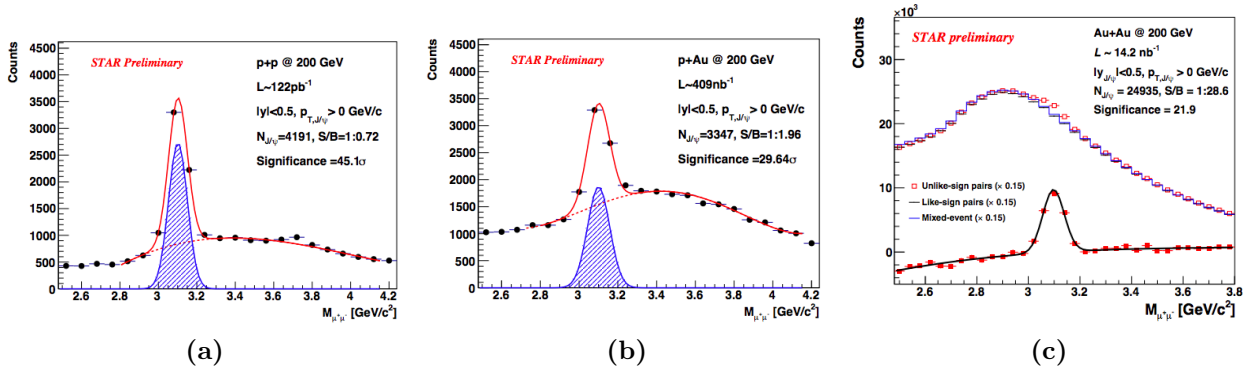 4500
4000
3500
3000
2500
2000
1500
1000
500
0
Counts
STAR Preliminary
p+p @ 200 GeV
L~122pb⁻¹
|y|<0.5, p_T,J/ψ > 0 GeV/c
N_J/ψ=4191, S/B=1:0.72
Significance =45.1σ
2.6 2.8 3 3.2 3.4 3.6 3.8 4 4.2
M_μ⁺μ⁻ [GeV/c²]
(a)
4500
4000
3500
3000
2500
2000
1500
1000
500
0
Counts
STAR Preliminary
p+Au @ 200 GeV
L~409nb⁻¹
|y|<0.5, p_T,J/ψ > 0 GeV/c
N_J/ψ=3347, S/B=1:1.96
Significance =29.64σ
2.6 2.8 3 3.2 3.4 3.6 3.8 4 4.2
M_μ⁺μ⁻ [GeV/c²]
(b)
×10³
30
20
10
0
Counts
STAR preliminary
Au+Au @ 200 GeV
L ~ 14.2 nb⁻¹
|y_J/ψ|<0.5, p_T,J/ψ > 0 GeV/c
N_J/ψ = 24935, S/B = 1:28.6
Significance = 21.9
Unlike-sign pairs (× 0.15)
Like-sign pairs (× 0.15)
Mixed-event (× 0.15)
2.6 2.8 3 3.2 3.4 3.6 3.8
M_μ⁺μ⁻ [GeV/c²]
(c)